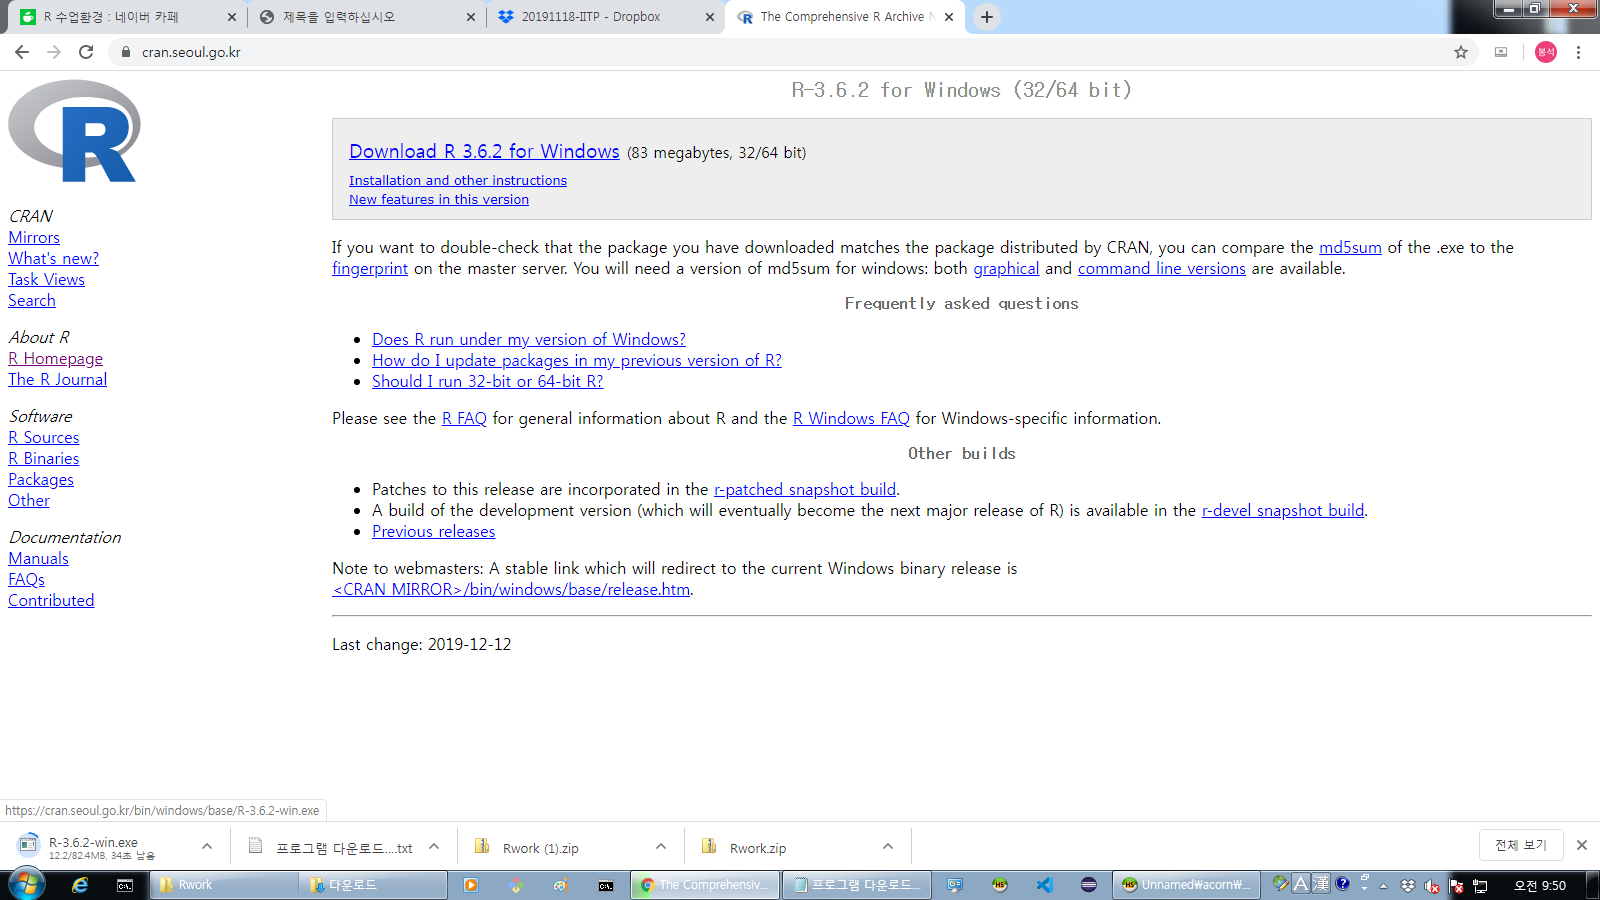 R 수업환경 : 네이버 카페
제목을 입력하십시오
20191118-IITP - Dropbox
The Comprehensive R Archive N
cran.seoul.go.kr
봉석
R
CRAN
Mirrors
What's new?
Task Views
Search
About R
R Homepage
The R Journal
Software
R Sources
R Binaries
Packages
Other
Documentation
Manuals
FAQs
Contributed
R-3.6.2 for Windows (32/64 bit)
Download R 3.6.2 for Windows (83 megabytes, 32/64 bit)
Installation and other instructions
New features in this version
If you want to double-check that the package you have downloaded matches the package distributed by CRAN, you can compare the md5sum of the .exe to the
fingerprint on the master server. You will need a version of md5sum for windows: both graphical and command line versions are available.
Frequently asked questions
Does R run under my version of Windows?
How do I update packages in my previous version of R?
Should I run 32-bit or 64-bit R?
Please see the R FAQ for general information about R and the R Windows FAQ for Windows-specific information.
Other builds
Patches to this release are incorporated in the r-patched snapshot build.
A build of the development version (which will eventually become the next major release of R) is available in the r-devel snapshot build.
Previous releases
Note to webmasters: A stable link which will redirect to the current Windows binary release is
<CRAN MIRROR>/bin/windows/base/release.htm.
Last change: 2019-12-12
https://cran.seoul.go.kr/bin/windows/base/R-3.6.2-win.exe
R-3.6.2-win.exe
12.2/82.4MB, 34초 남음
프로그램 다운로드....txt
Rwork (1).zip
Rwork.zip
전체 보기
Rwork
다운로드
The Comprehensiv...
프로그램 다운로드...
Unnamed\acorn\...
A 漢
오전 9:50